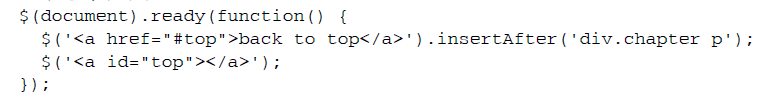 $(document).ready(function() {
  $('<a href="#top">back to top</a>').insertAfter('div.chapter p');
  $('<a id="top"></a>');
});